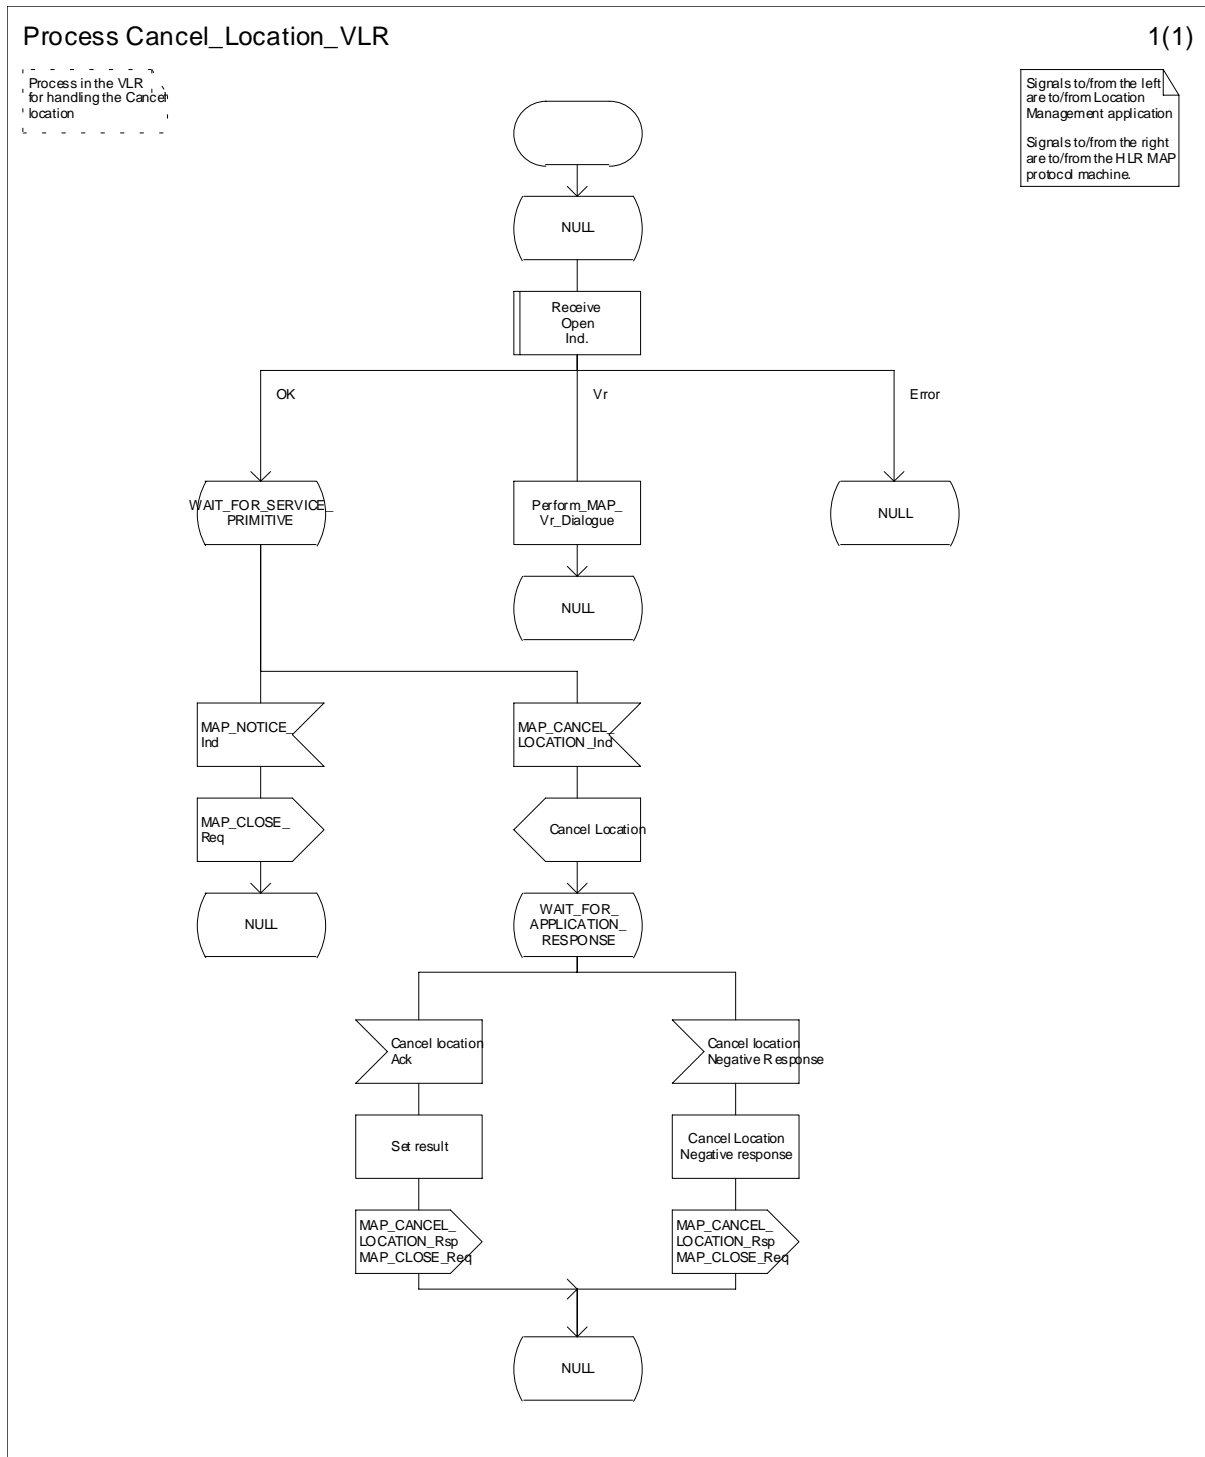 Process Cancel_Location_VLR
1(1)
Process in the VLR
for handling the Cancel
location
Signals to/from the left
are to/from Location
Management application
Signals to/from the right
are to/from the HLR MAP
protocol machine.
NULL
Receive
Open
Ind.
OK
Vr
Error
WAIT_FOR_SERVICE_
PRIMITIVE
Perform_MAP_
Vr_Dialogue
NULL
NULL
MAP_NOTICE_
Ind
MAP_CANCEL_
LOCATION_Ind
MAP_CLOSE_
Req
Cancel Location
NULL
WAIT_FOR_
APPLICATION_
RESPONSE
Cancel location
Ack
Cancel location
Negative Response
Set result
Cancel Location
Negative response
MAP_CANCEL_
LOCATION_Rsp
MAP_CLOSE_Req
MAP_CANCEL_
LOCATION_Rsp
MAP_CLOSE_Req
NULL